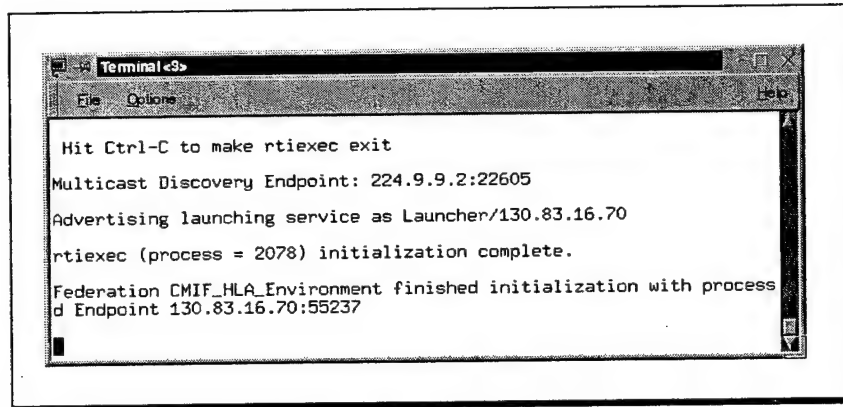 Terminal <3>
File Options Help
Hit Ctrl-C to make rtiexec exit
Multicast Discovery Endpoint: 224.9.9.2:22605
Advertising launching service as Launcher/130.83.16.70
rtiexec (process = 2078) initialization complete.
Federation CMIF_HLA_Environment finished initialization with process
d Endpoint 130.83.16.70:55237